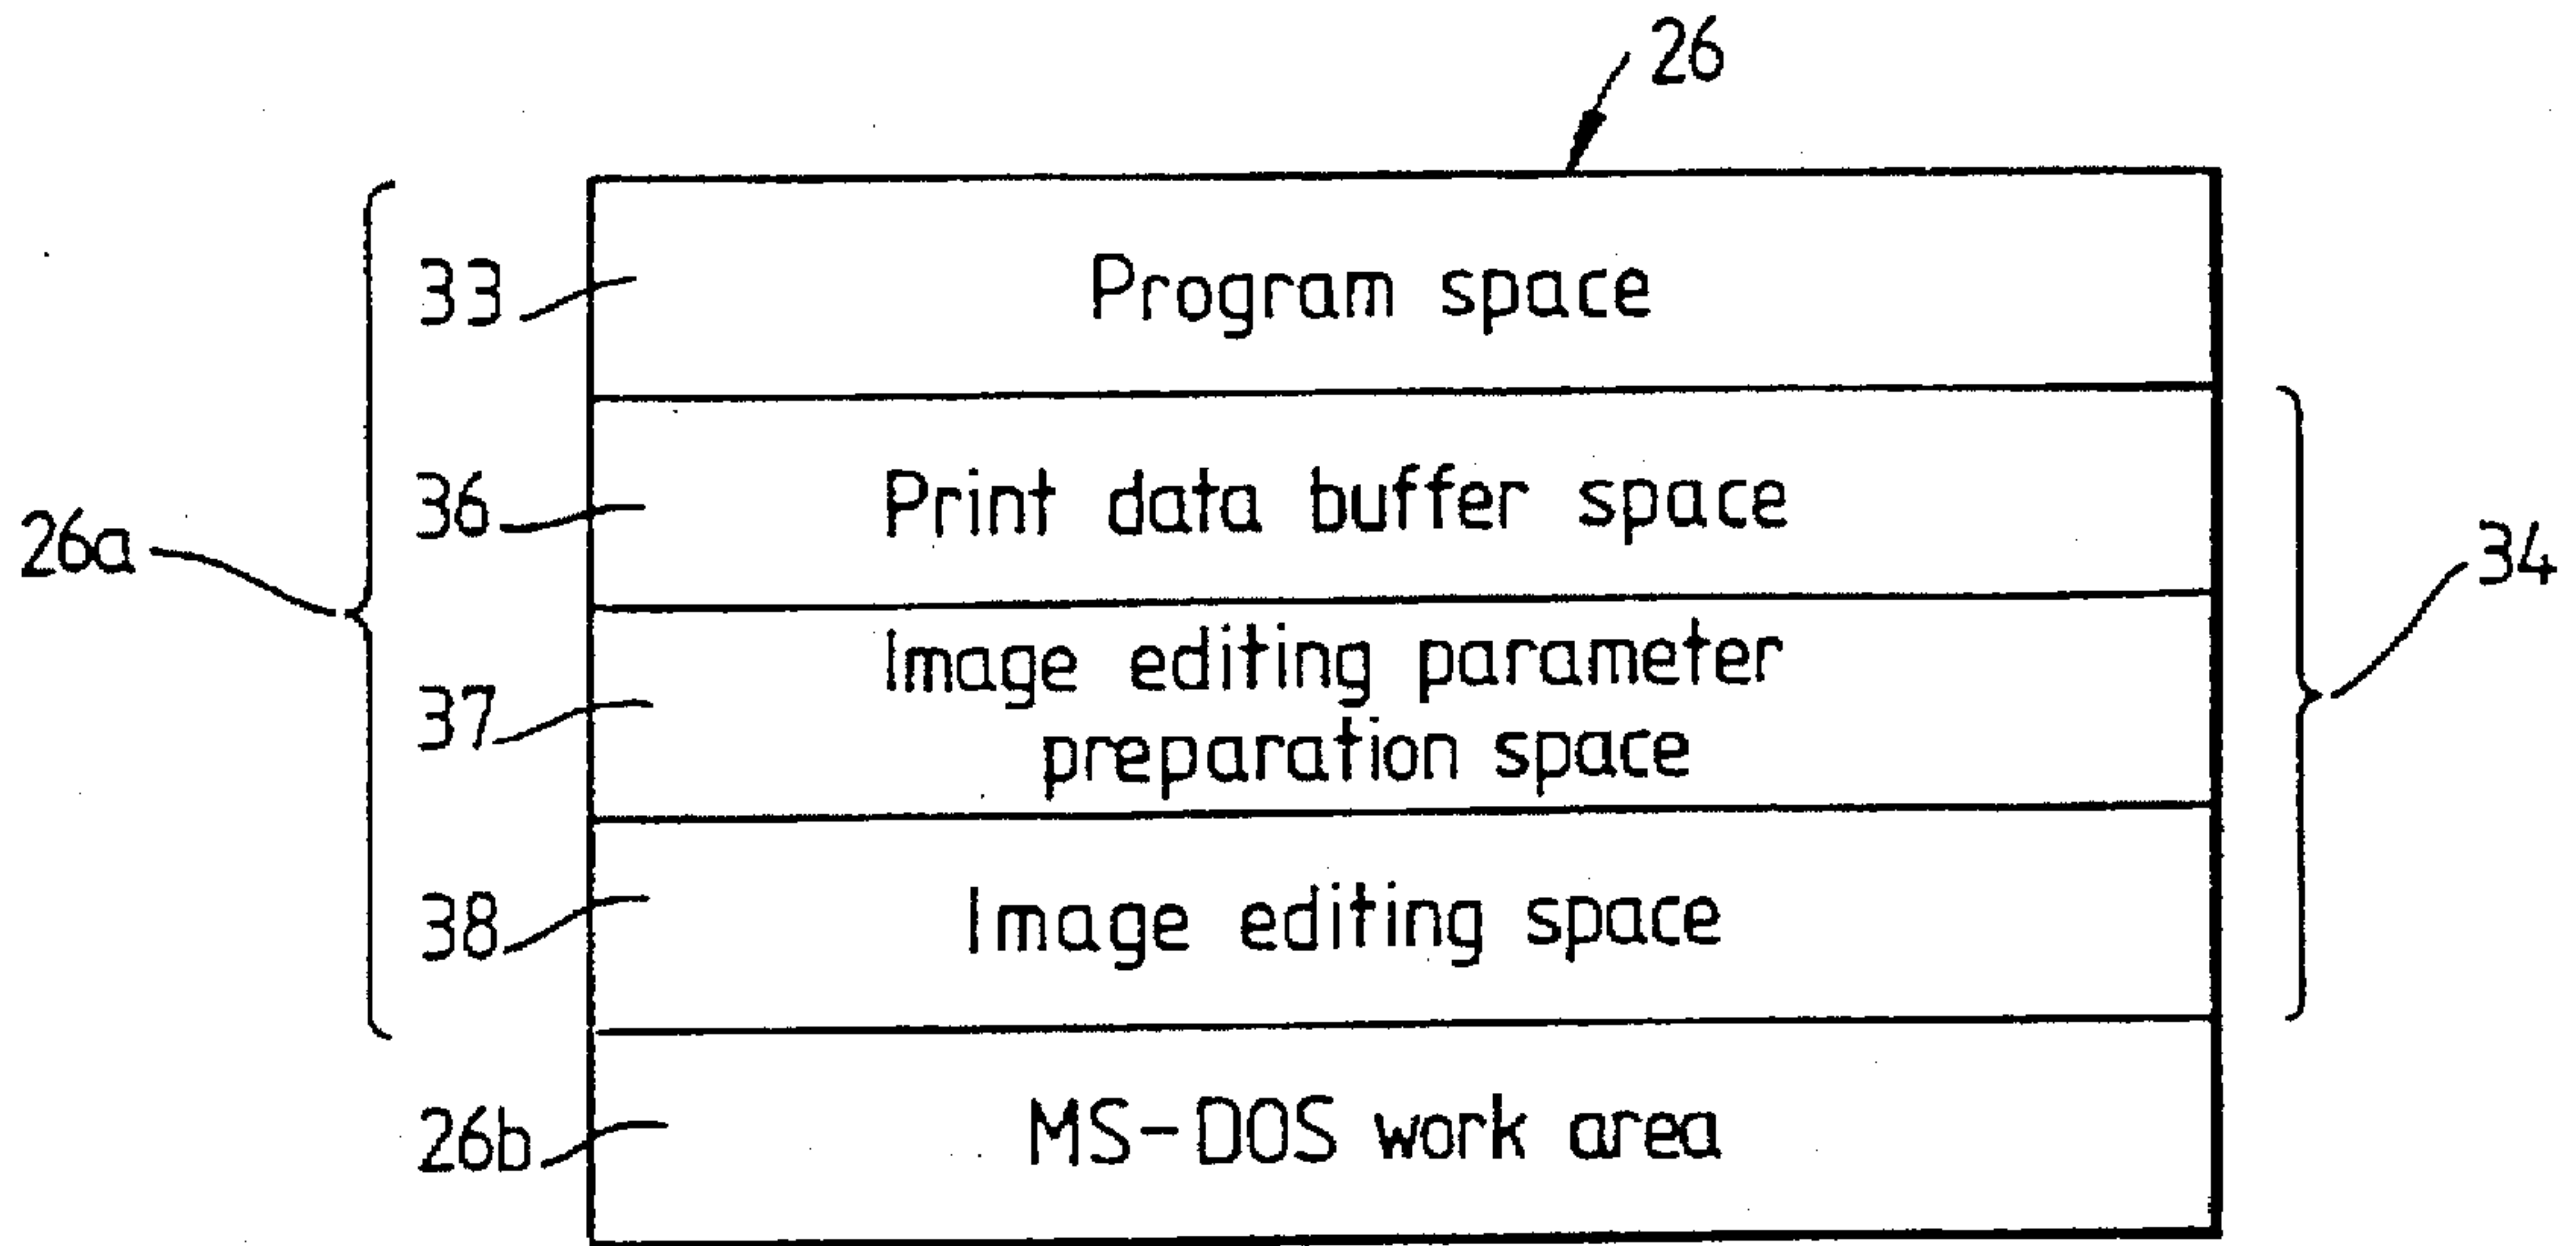 26
33
Program space
36
Print data buffer space
26a
34
Image editing parameter
37
preparation space
38
Image editing space
26b
MS-DOS work area